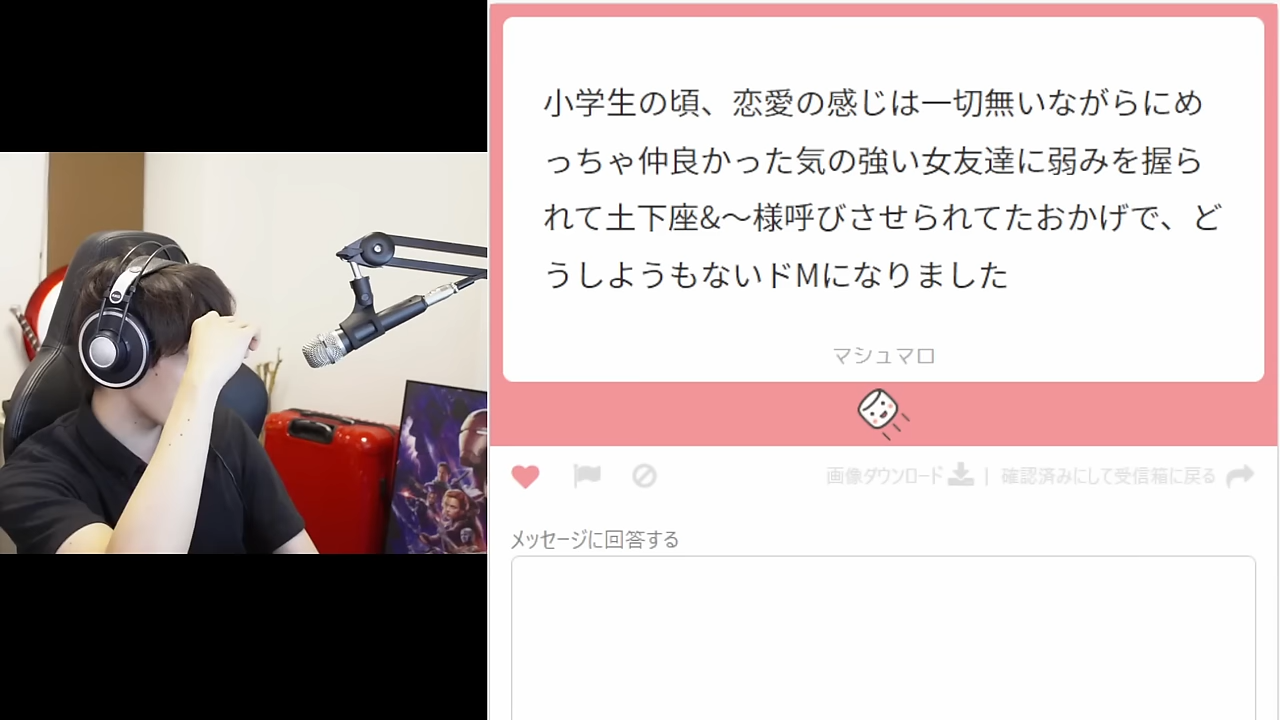 小学生の頃、恋愛の感じは一切無いながらにめ
っちゃ仲良かった気の強い女友達に弱みを握ら
れて土下座&〜様呼びさせられてたおかげで、ど
うしようもないドMになりました
マシュマロ
画像ダウンロード | 確認済みにして受信箱に戻る
メッセージに回答する